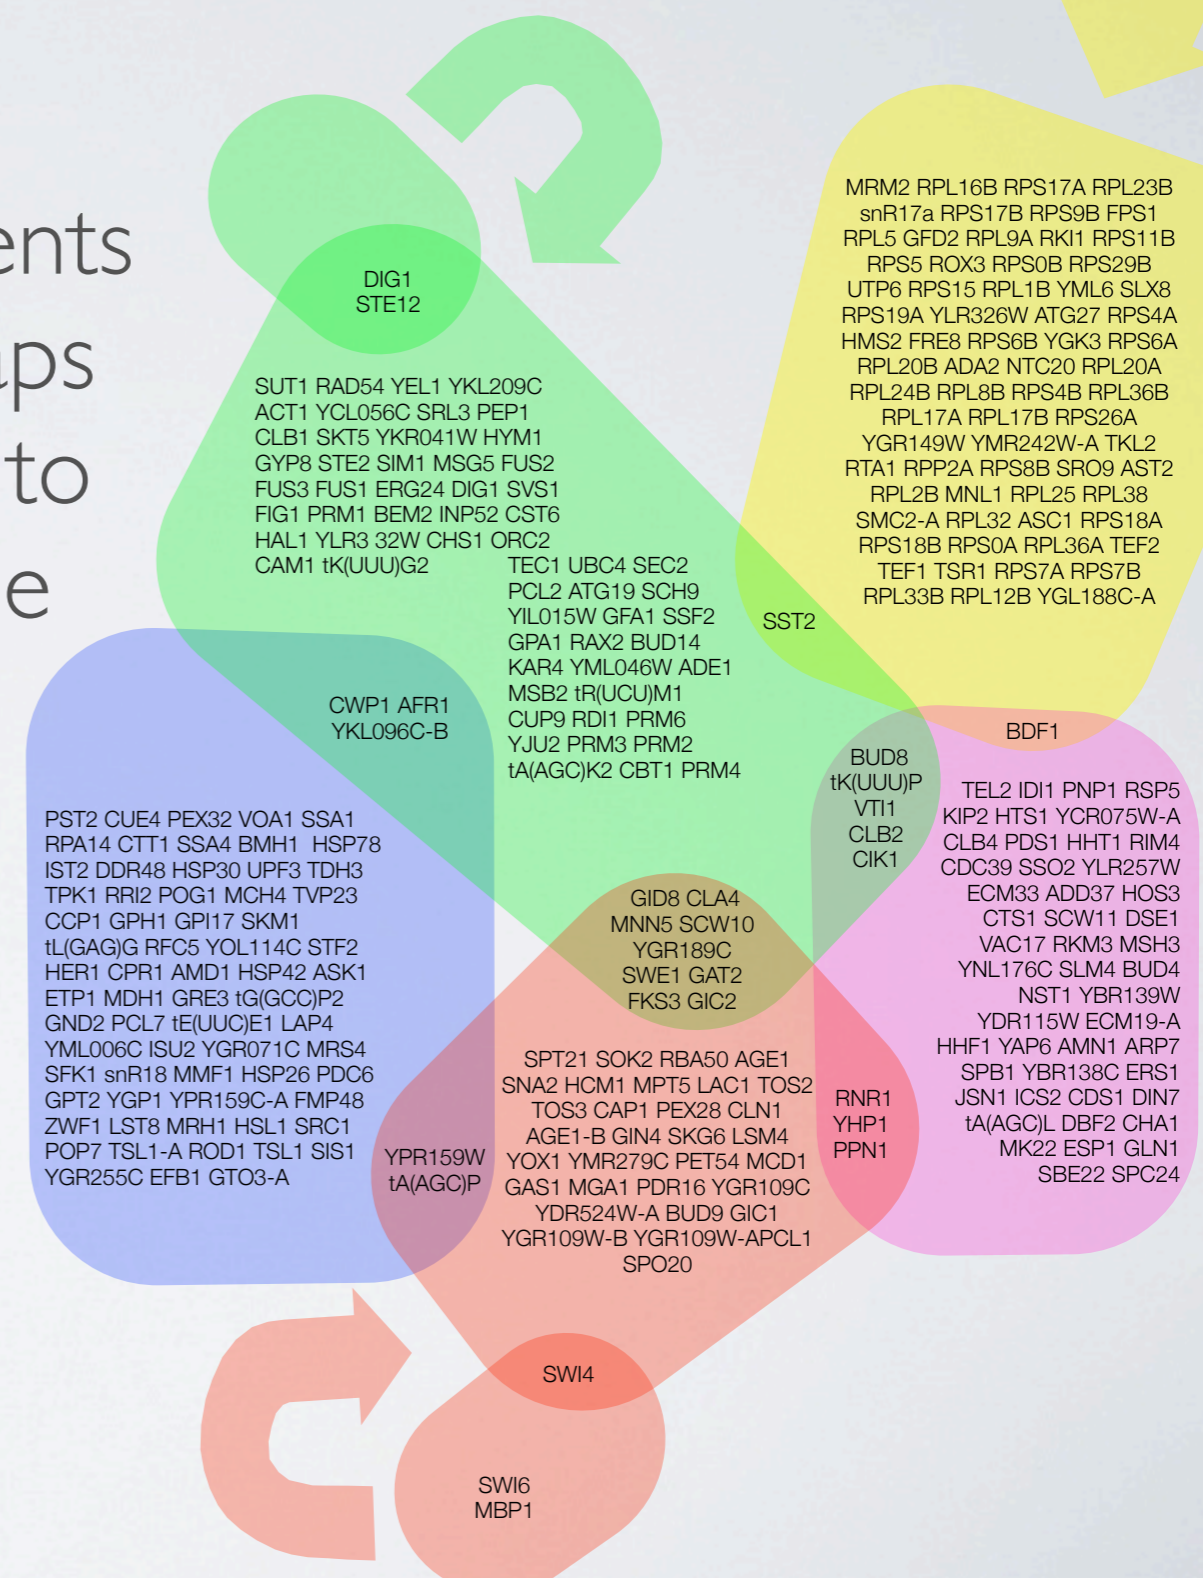 ents
aps
to
e
DIG1
STE12
SUT1 RAD54 YEL1 YKL209C
ACT1 YCL056C SRL3 PEP1
CLB1 SKT5 YKR041W HYM1
GYP8 STE2 SIM1 MSG5 FUS2
FUS3 FUS1 ERG24 DIG1 SVS1
FIG1 PRM1 BEM2 INP52 CST6
HAL1 YLR3 32W CHS1 ORC2
CAM1 tK(UUU)G2
TEC1 UBC4 SEC2
PCL2 ATG19 SCH9
YIL015W GFA1 SSF2
GPA1 RAX2 BUD14
KAR4 YML046W ADE1
MSB2 tR(UCU)M1
CUP9 RDI1 PRM6
YJU2 PRM3 PRM2
tA(AGC)K2 CBT1 PRM4
MRM2 RPL16B RPS17A RPL23B
snR17a RPS17B RPS9B FPS1
RPL5 GFD2 RPL9A RKI1 RPS11B
RPS5 ROX3 RPS0B RPS29B
UTP6 RPS15 RPL1B YML6 SLX8
RPS19A YLR326W ATG27 RPS4A
HMS2 FRE8 RPS6B YGK3 RPS6A
RPL20B ADA2 NTC20 RPL20A
RPL24B RPL8B RPS4B RPL36B
RPL17A RPL17B RPS26A
YGR149W YMR242W-A TKL2
RTA1 RPP2A RPS8B SRO9 AST2
RPL2B MNL1 RPL25 RPL38
SMC2-A RPL32 ASC1 RPS18A
RPS18B RPS0A RPL36A TEF2
TEF1 TSR1 RPS7A RPS7B
RPL33B RPL12B YGL188C-A
SST2
CWP1 AFR1
YKL096C-B
BDF1
BUD8
tK(UUU)P
VTI1
CLB2
CIK1
PST2 CUE4 PEX32 VOA1 SSA1
RPA14 CTT1 SSA4 BMH1 HSP78
IST2 DDR48 HSP30 UPF3 TDH3
TPK1 RRI2 POG1 MCH4 TVP23
CCP1 GPH1 GPI17 SKM1
tL(GAG)G RFC5 YOL114C STF2
HER1 CPR1 AMD1 HSP42 ASK1
ETP1 MDH1 GRE3 tG(GCC)P2
GND2 PCL7 tE(UUC)E1 LAP4
YML006C ISU2 YGR071C MRS4
SFK1 snR18 MMF1 HSP26 PDC6
GPT2 YGP1 YPR159C-A FMP48
ZWF1 LST8 MRH1 HSL1 SRC1
POP7 TSL1-A ROD1 TSL1 SIS1
YGR255C EFB1 GTO3-A
TEL2 IDI1 PNP1 RSP5
KIP2 HTS1 YCR075W-A
CLB4 PDS1 HHT1 RIM4
CDC39 SSO2 YLR257W
ECM33 ADD37 HOS3
CTS1 SCW11 DSE1
VAC17 RKM3 MSH3
YNL176C SLM4 BUD4
NST1 YBR139W
YDR115W ECM19-A
HHF1 YAP6 AMN1 ARP7
SPB1 YBR138C ERS1
JSN1 ICS2 CDS1 DIN7
tA(AGC)L DBF2 CHA1
MK22 ESP1 GLN1
SBE22 SPC24
GID8 CLA4
MNN5 SCW10
YGR189C
SWE1 GAT2
FKS3 GIC2
SPT21 SOK2 RBA50 AGE1
SNA2 HCM1 MPT5 LAC1 TOS2
TOS3 CAP1 PEX28 CLN1
AGE1-B GIN4 SKG6 LSM4
YOX1 YMR279C PET54 MCD1
GAS1 MGA1 PDR16 YGR109C
YDR524W-A BUD9 GIC1
YGR109W-B YGR109W-APCL1
SPO20
RNR1
YHP1
PPN1
YPR159W
tA(AGC)P
SWI4
SWI6
MBP1